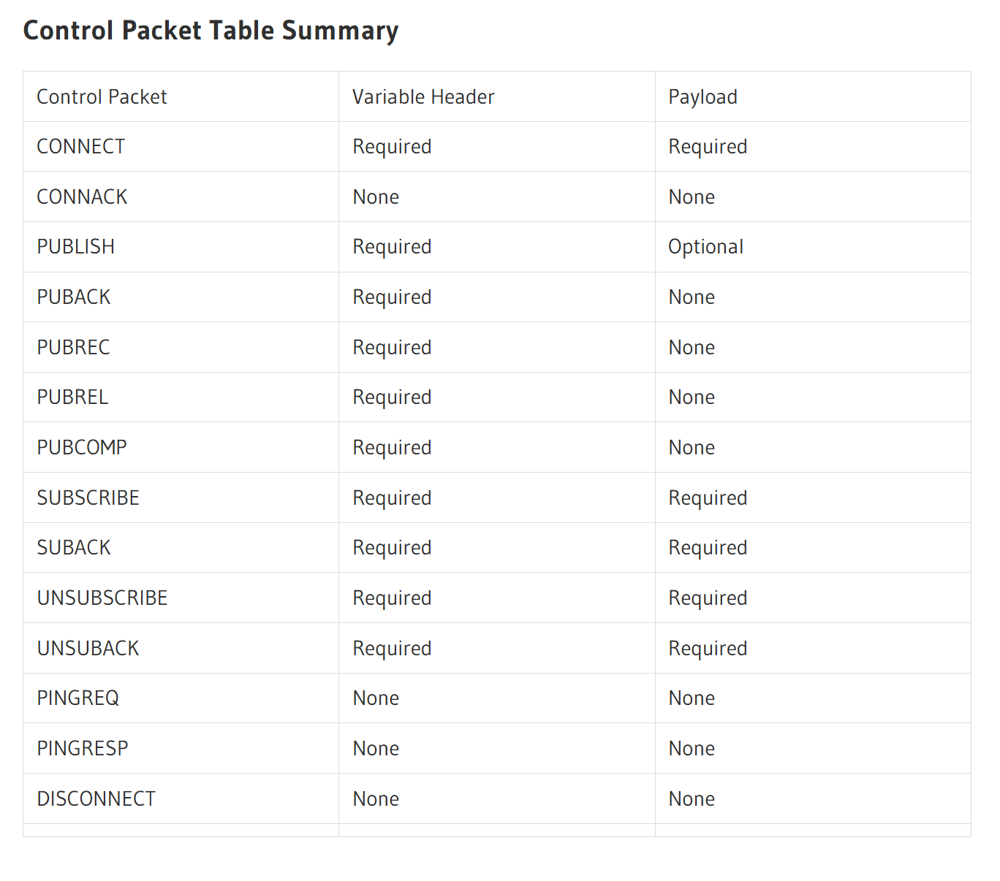 Control Packet Table Summary
Control Packet Variable Header Payload
CONNECT Required Required
CONNACK None None
PUBLISH Required Optional
PUBACK Required None
PUBREC Required None
PUBREL Required None
PUBCOMP Required None
SUBSCRIBE Required Required
SUBACK Required Required
UNSUBSCRIBE Required Required
UNSUBACK Required Required
PINGREQ None None
PINGRESP None None
DISCONNECT None None